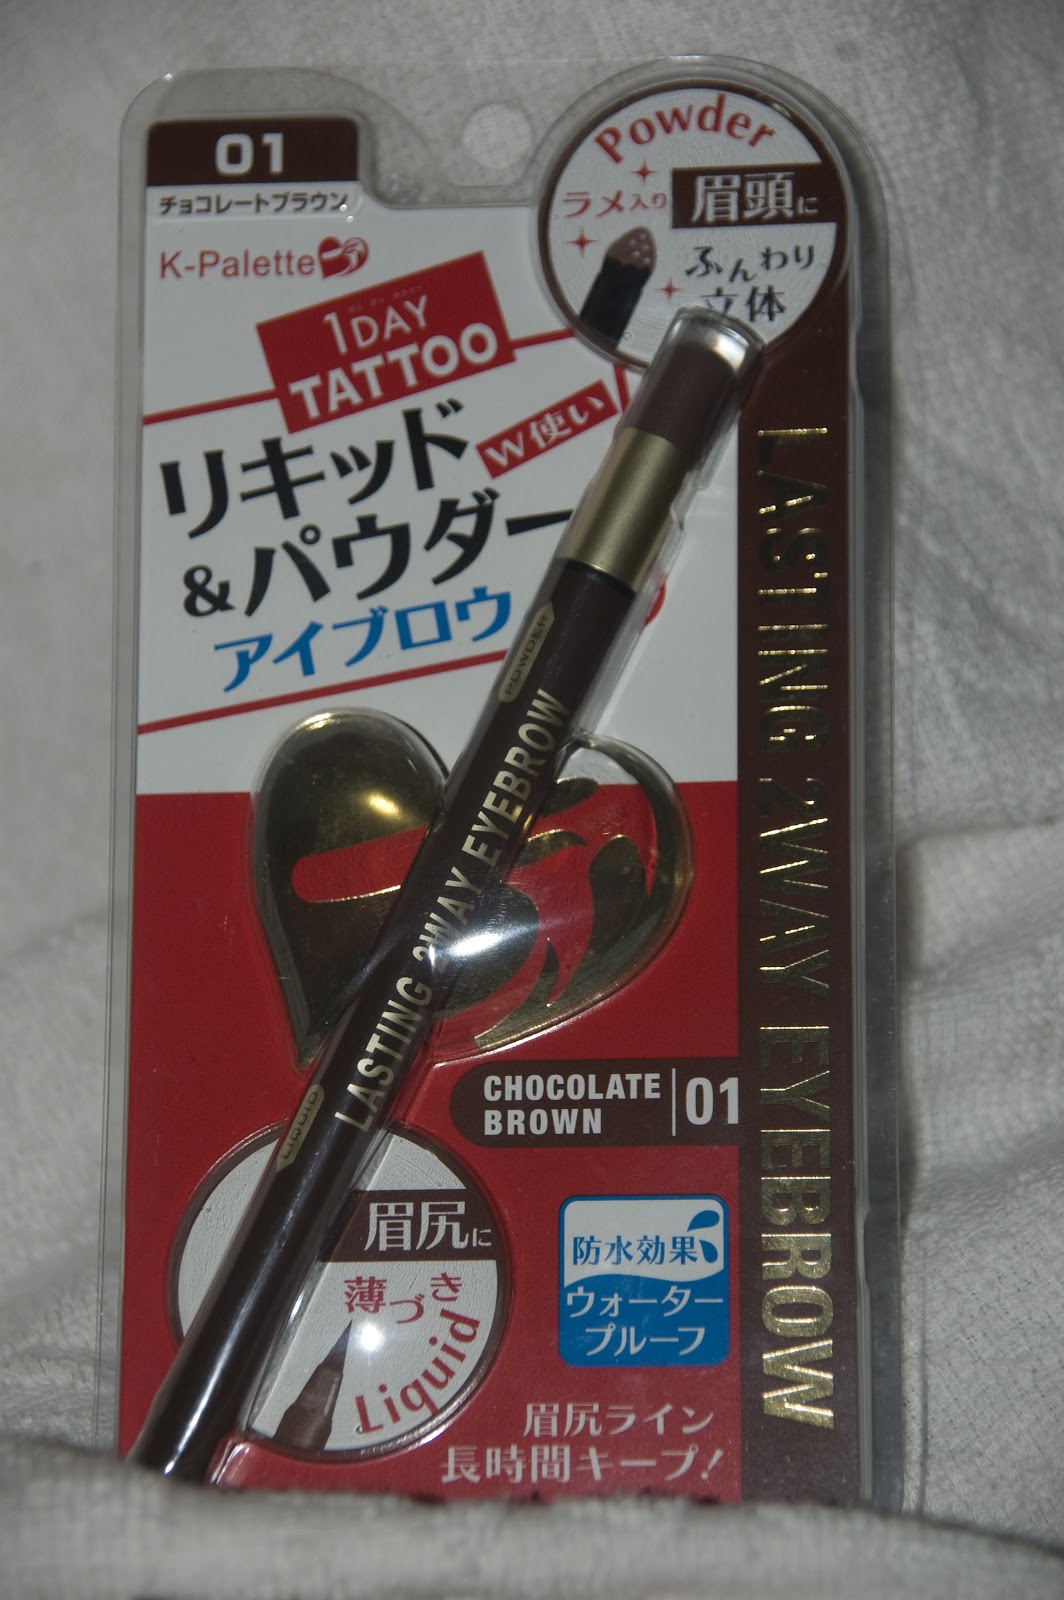 01
チョコレートブラウン
K-Palette
1DAY
TATTOO
Powder
ラメ入り
眉頭に
ふんわり
立体
W使い
リキッド
&パウダー
アイブロウ
POWDER
LASTING 2WAY EYEBROW
LIQUID
LASTING 2WAY EYEBROW
CHOCOLATE
BROWN
01
眉尻に
薄づき
Liquid
防水効果
ウォーター
プルーフ
眉尻ライン
長時間キープ!